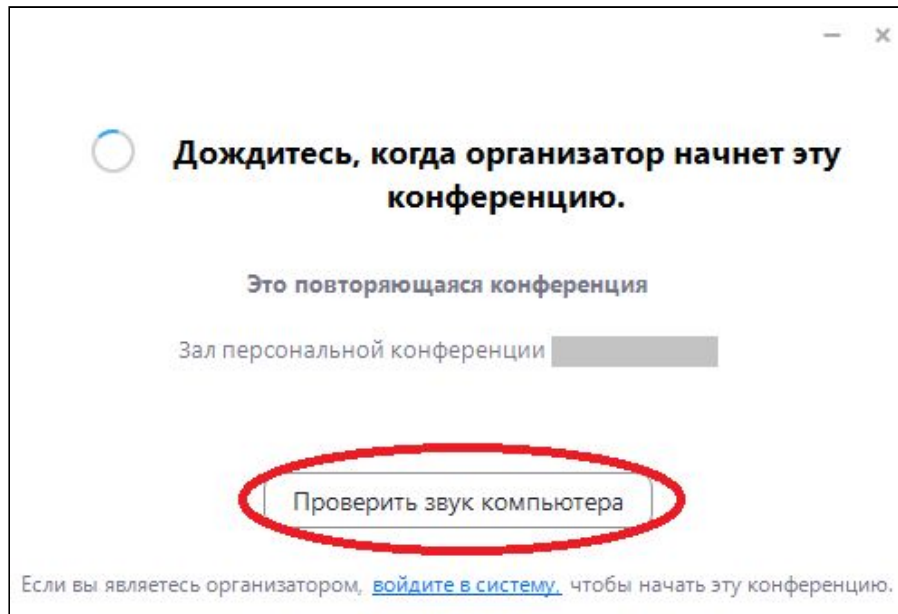 Дождитесь, когда организатор начнет эту
конференцию.
Это повторяющаяся конференция
Зал персональной конференции
Проверить звук компьютера
Если вы являетесь организатором, войдите в систему, чтобы начать эту конференцию.